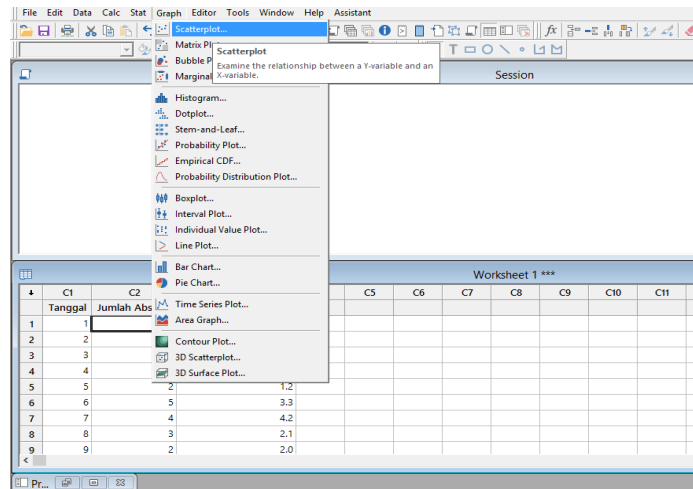 File Edit Data Calc Stat Graph Editor Tools Window Help Assistant
Scatterplot...
Matrix
Scatterplot
Examine the relationship between a Y-variable and an
X-variable.
Bubble
Marginal
Histogram...
Dotplot...
Stem-and-Leaf...
Probability Plot...
Empirical CDF...
Probability Distribution Plot...
Boxplot...
Interval Plot...
Individual Value Plot...
Line Plot...
Bar Chart...
Pie Chart...
Time Series Plot...
Area Graph...
Contour Plot...
3D Scatterplot...
3D Surface Plot...
Session
Worksheet 1 ***
C1 C2 C5 C6 C7 C8 C9 C10 C11
Tanggal Jumlah Abs
1 1
2 2
3 3
4 4
5 5 2 1.2
6 6 5 3.3
7 7 4 4.2
8 8 3 2.1
9 9 2 2.0
Pr...